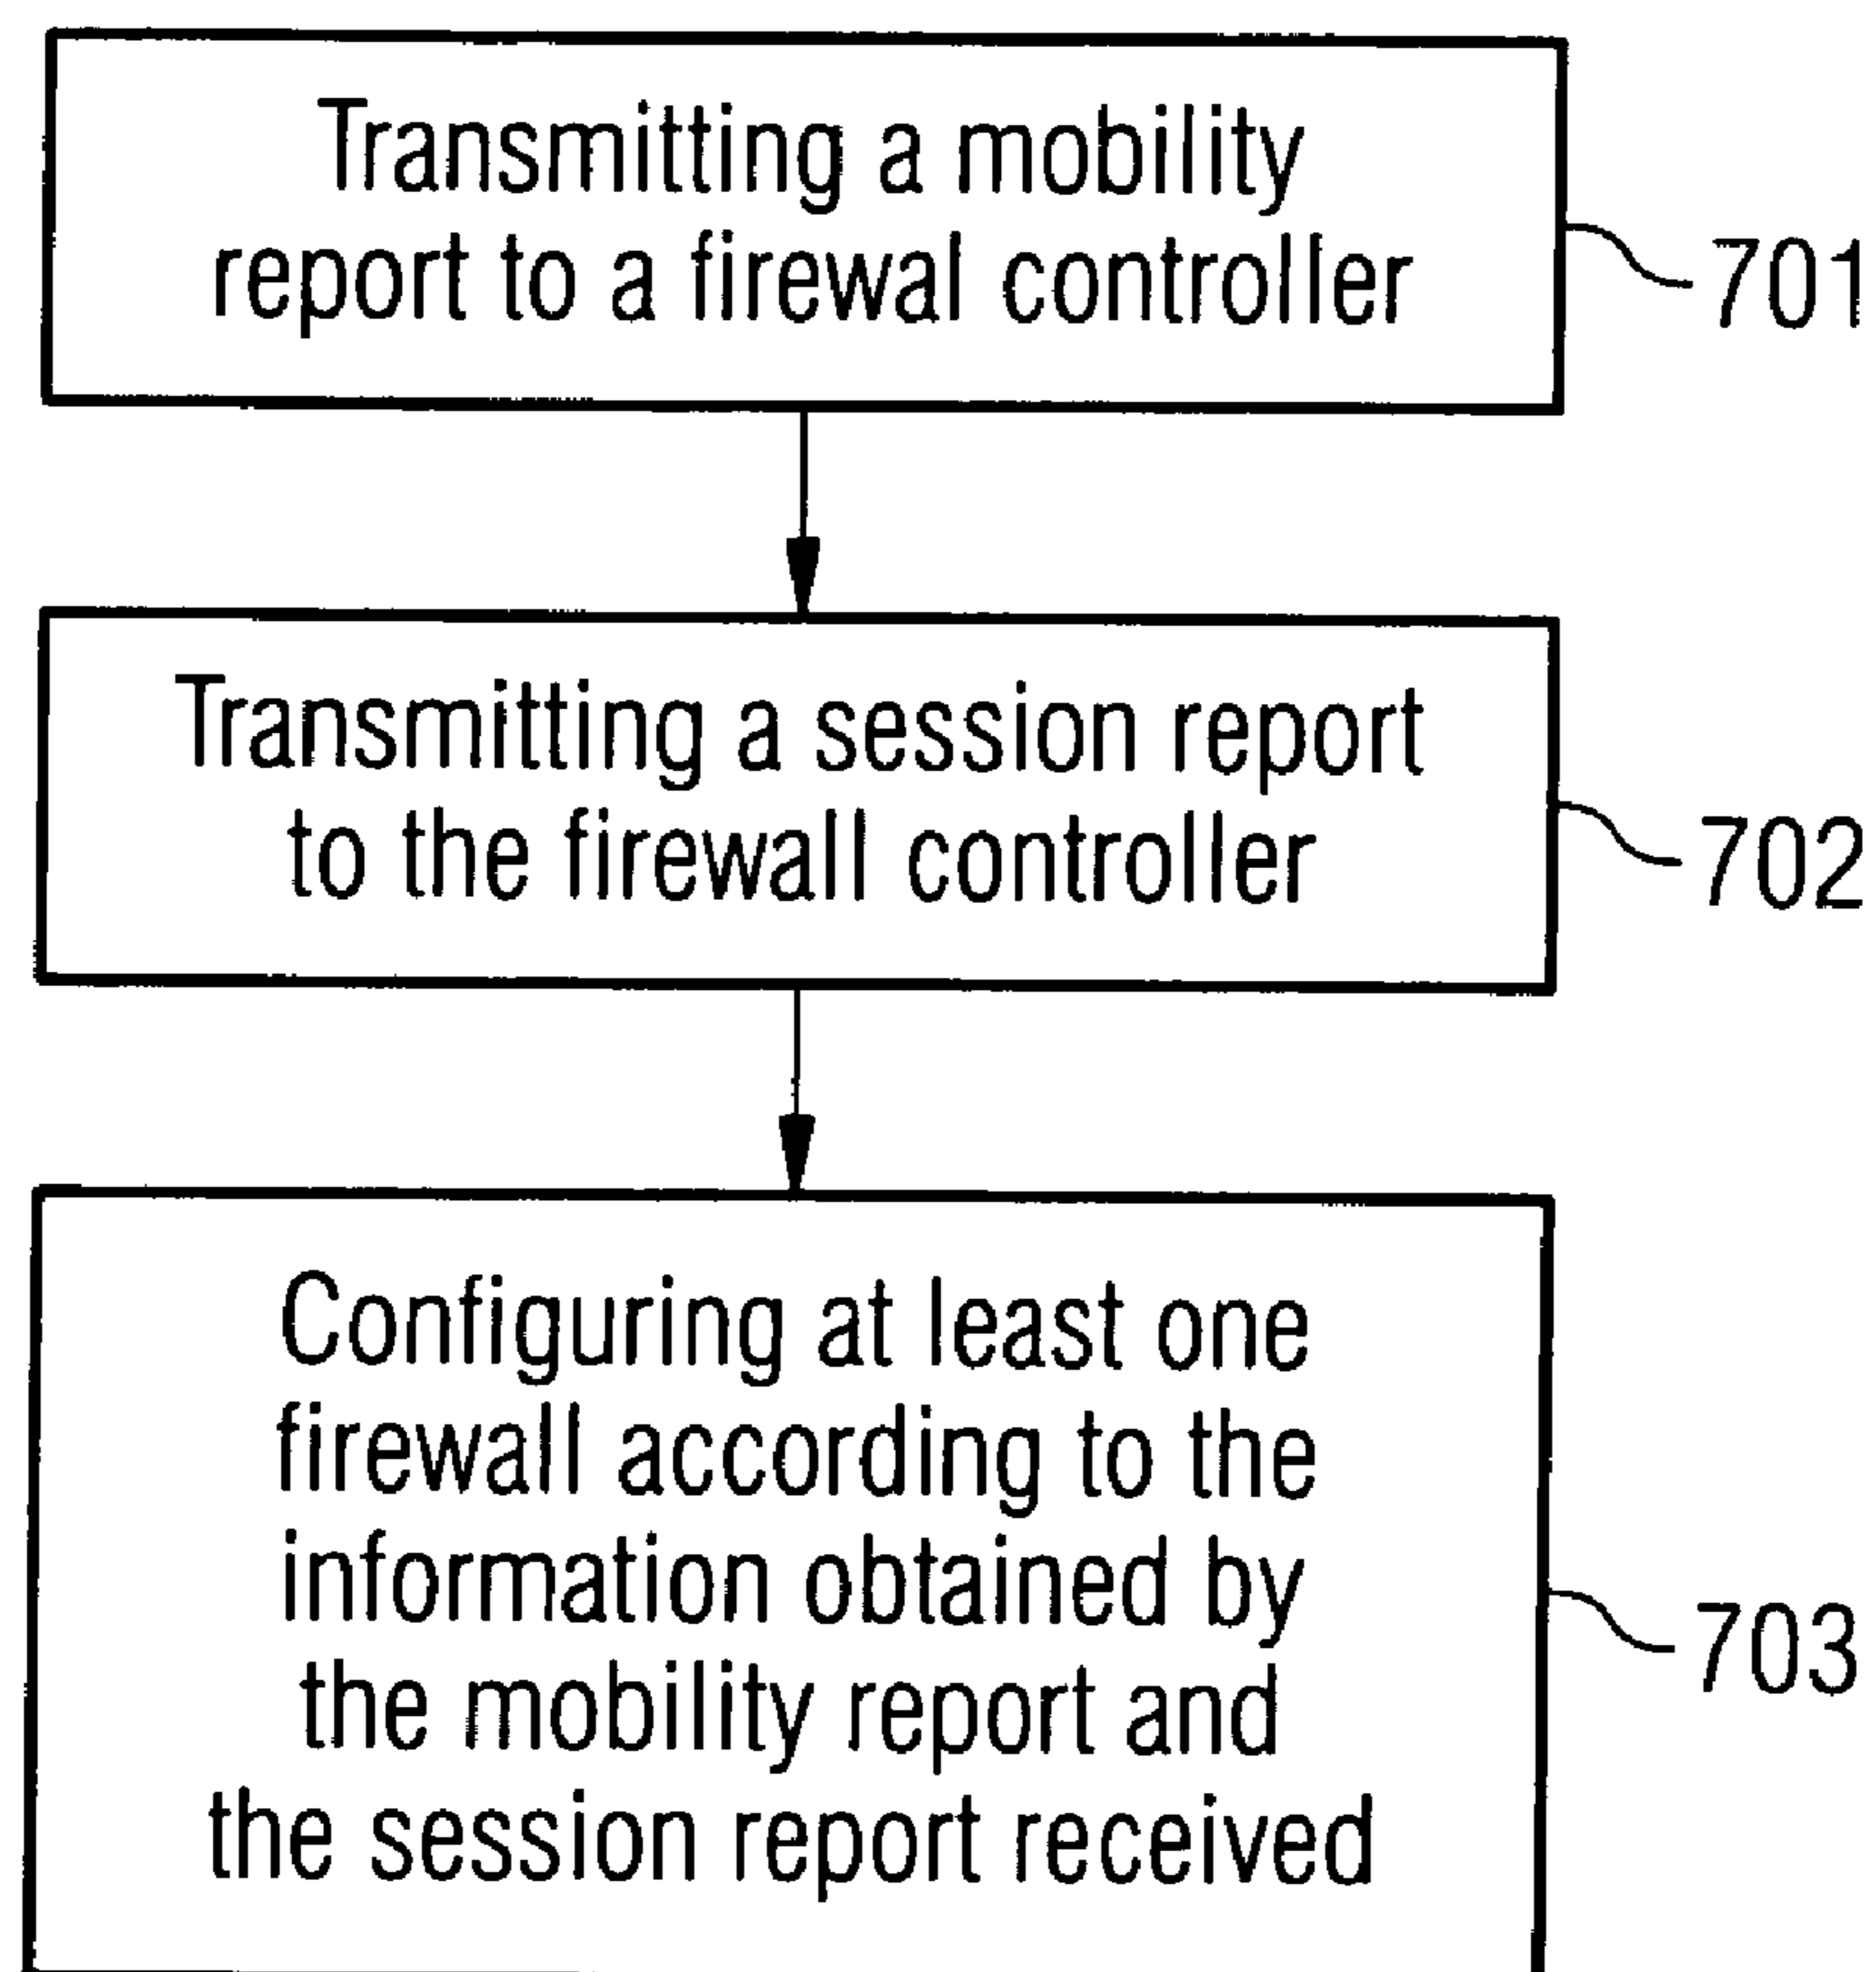 Transmitting a mobility
report to a firewal controller
701
Transmitting a session report
to the firewall controller
702
Configuring at least one
firewall according to the
information obtained by
the mobility report and
the session report received
703